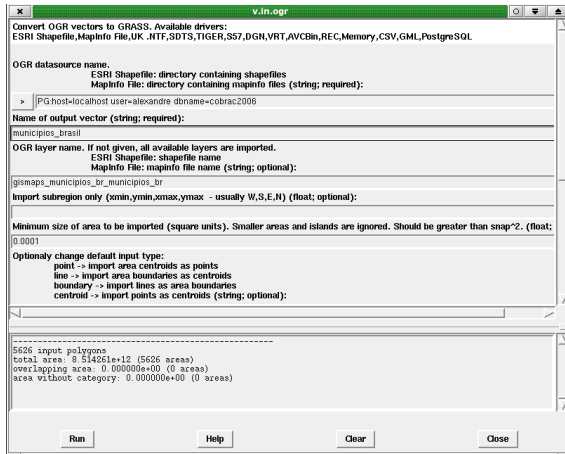 v.in.ogr
Convert OGR vectors to GRASS. Available drivers:
ESRI Shapefile,MapInfo File,UK .NTF,SDTS,TIGER,S57,DGN,VRT,AVCBin,REC,Memory,CSV,GML,PostgreSQL
OGR datasource name.
ESRI Shapefile: directory containing shapefiles
MapInfo File: directory containing mapinfo files (string; required):
> PG:host=localhost user=alexandre dbname=cobrac2006
Name of output vector (string; required):
municipios_brasil
OGR layer name. If not given, all available layers are imported.
ESRI Shapefile: shapefile name
MapInfo File: mapinfo file name (string; optional):
gismaps_municipios_br_municipios_br
Import subregion only (xmin,ymin,xmax,ymax - usually W,S,E,N) (float; optional):
Minimum size of area to be imported (square units). Smaller areas and islands are ignored. Should be greater than snap^2. (float;
0.0001
Optionaly change default input type:
point -> import area centroids as points
line -> import area boundaries as centroids
boundary -> import lines as area boundaries
centroid -> import points as centroids (string; optional):
-----------------------------------------------------
5626 input polygons
total area: 8.514261e+12 (5626 areas)
overlapping area: 0.000000e+00 (0 areas)
area without category: 0.000000e+00 (0 areas)
Run Help Clear Close